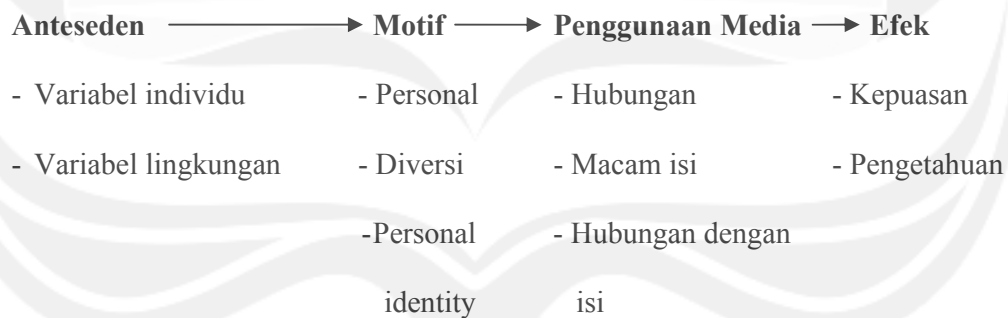 Anteseden → Motif → Penggunaan Media → Efek
- Variabel individu - Personal - Hubungan - Kepuasan
- Variabel lingkungan - Diversi - Macam isi - Pengetahuan
-Personal - Hubungan dengan
identity isi